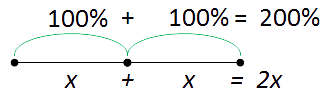 100% + 100% = 200%
x + x = 2x